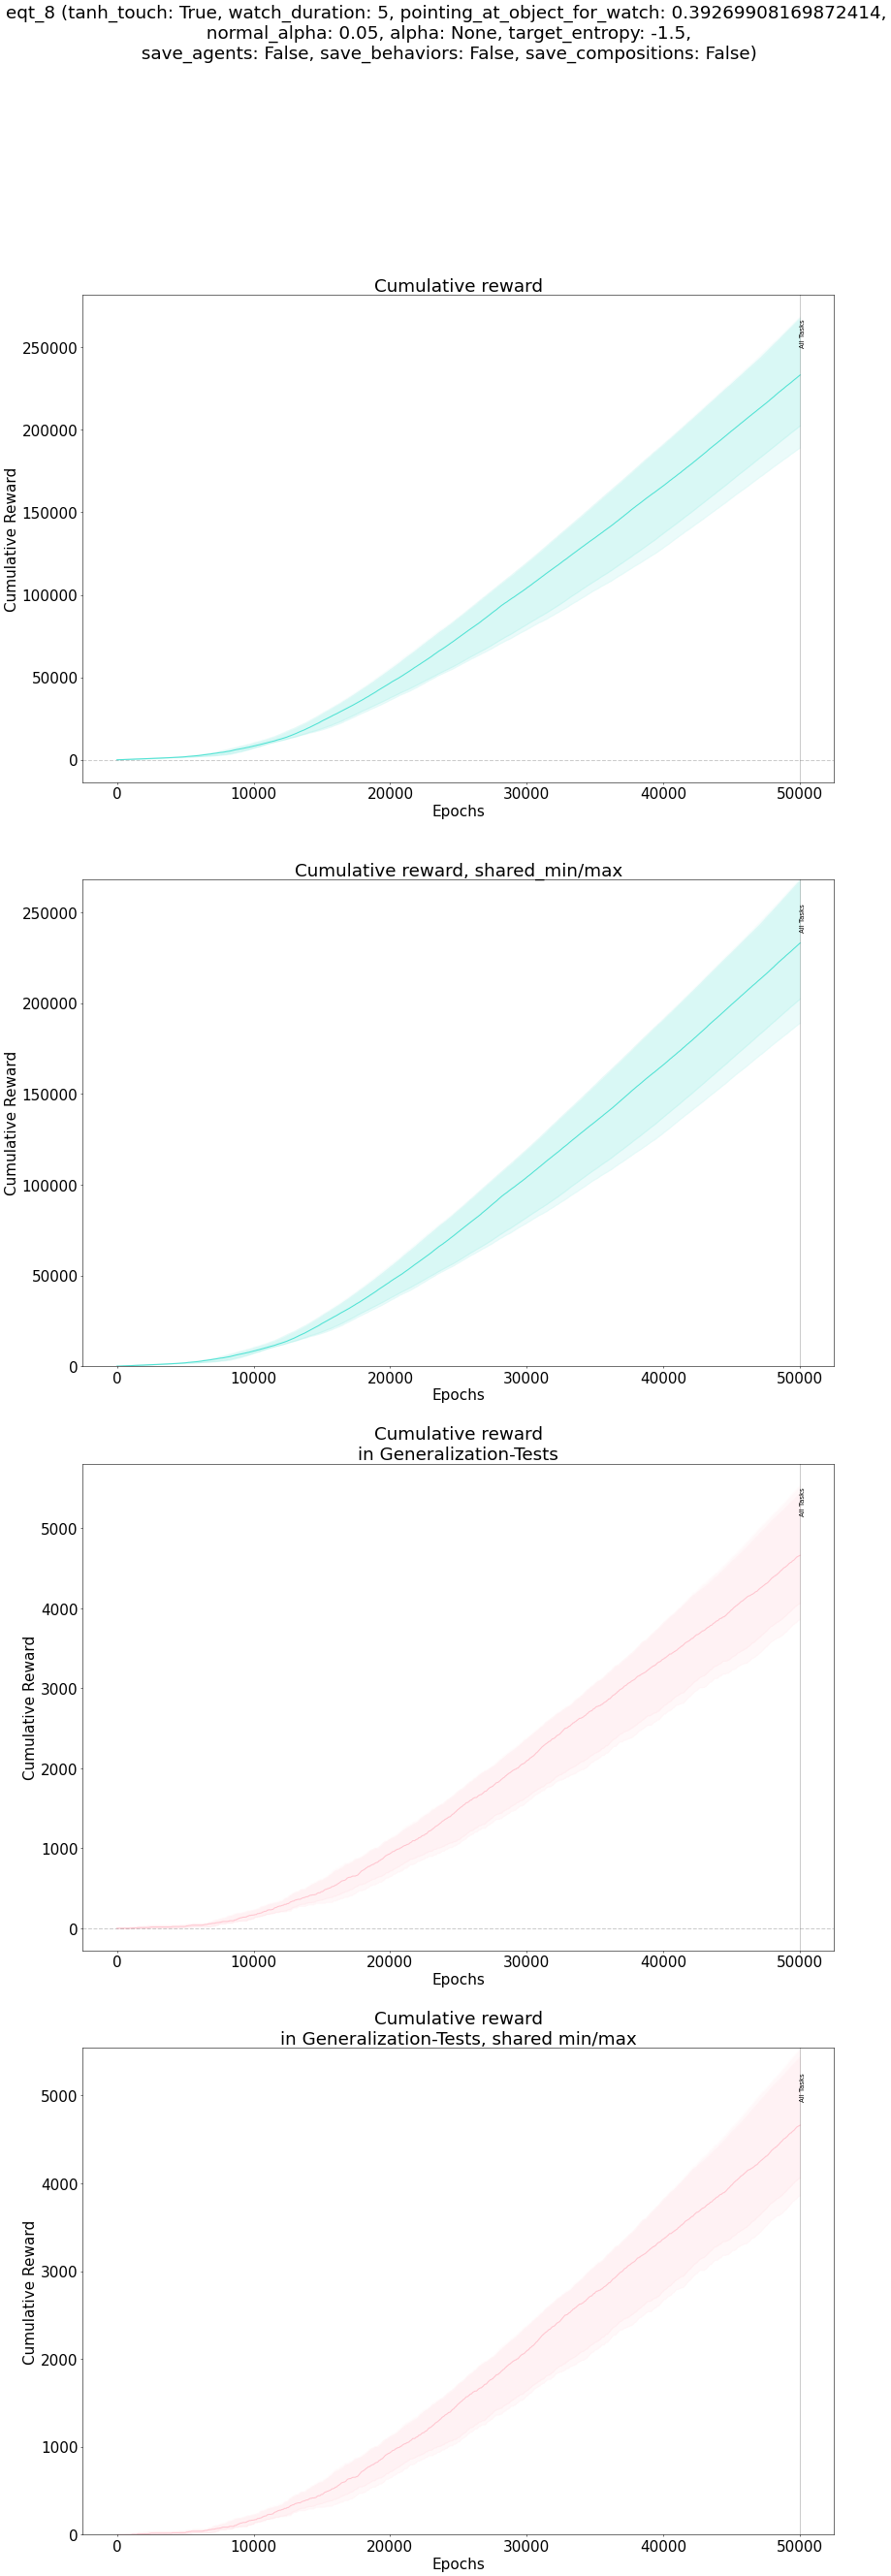 eqt_8 (tanh_touch: True, watch_duration: 5, pointing_at_object_for_watch: 0.39269908169872414,
normal_alpha: 0.05, alpha: None, target_entropy: -1.5,
save_agents: False, save_behaviors: False, save_compositions: False)
Cumulative reward
All Tasks
250000
200000
150000
100000
50000
0
Cumulative Reward
0 10000 20000 30000 40000 50000
Epochs
Cumulative reward, shared_min/max
All Tasks
250000
200000
150000
100000
50000
0
Cumulative Reward
0 10000 20000 30000 40000 50000
Epochs
Cumulative reward
in Generalization-Tests
All Tasks
5000
4000
3000
2000
1000
0
Cumulative Reward
0 10000 20000 30000 40000 50000
Epochs
Cumulative reward
in Generalization-Tests, shared min/max
All Tasks
5000
4000
3000
2000
1000
0
Cumulative Reward
0 10000 20000 30000 40000 50000
Epochs